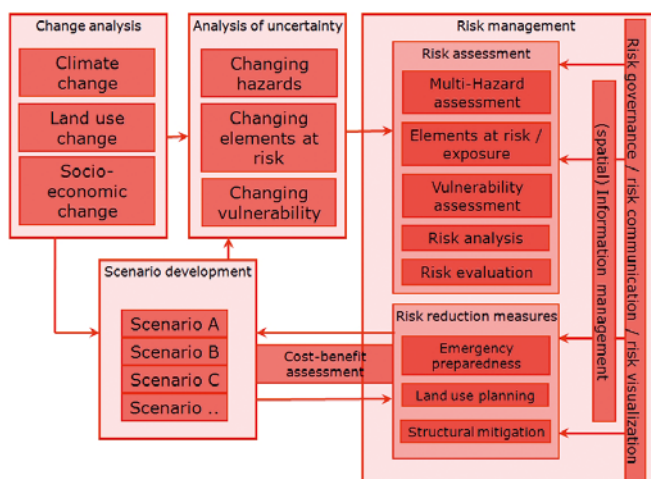 Change analysis
Climate
change
Land use
change
Socio-
economic
change
Analysis of uncertainty
Changing
hazards
Changing
elements at
risk
Changing
vulnerability
Scenario development
Scenario A
Scenario B
Scenario C
Scenario ..
Cost-benefit
assessment
Risk management
Risk assessment
Multi-Hazard
assessment
Elements at risk /
exposure
Vulnerability
assessment
Risk analysis
Risk evaluation
Risk reduction measures
Emergency
preparedness
Land use planning
Structural mitigation
(spatial) Information
management
Risk governance / risk communication / risk visualization